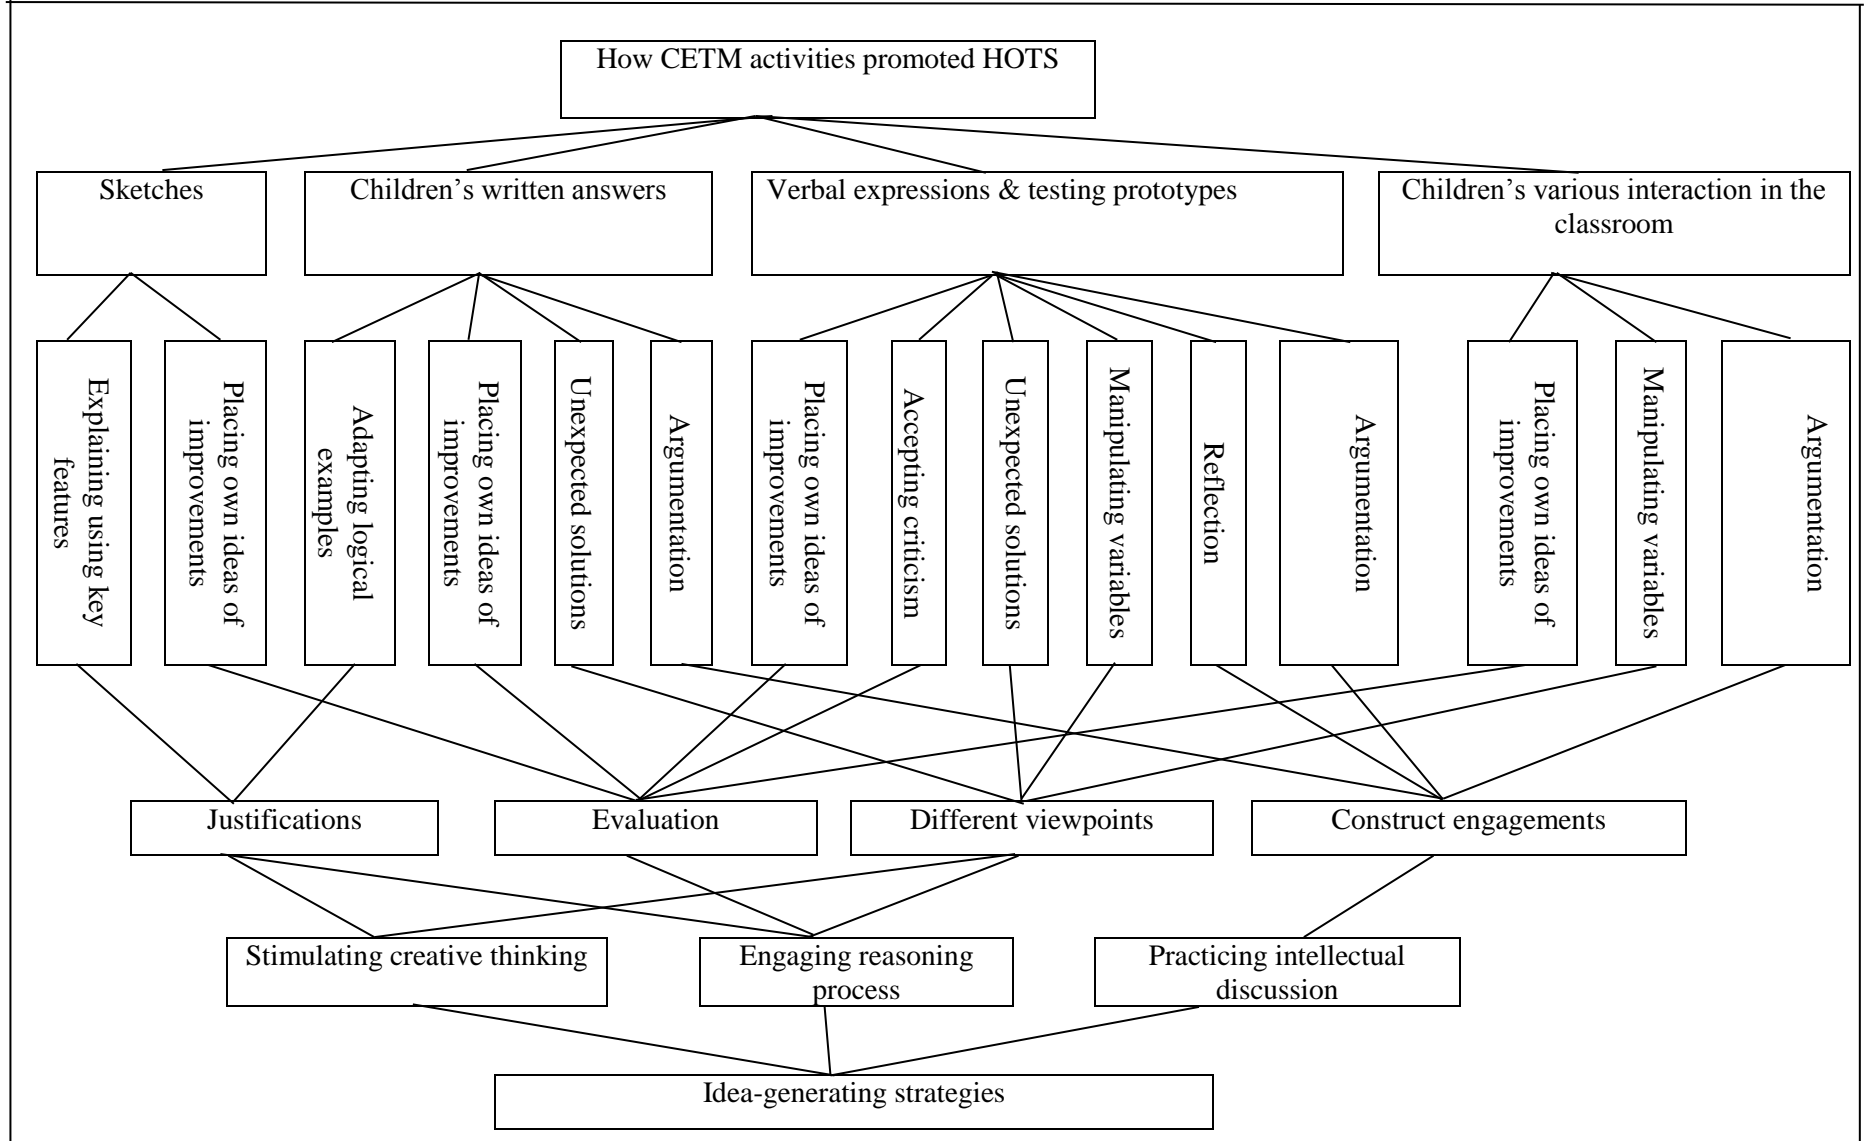 How CETM activities promoted HOTS
Sketches
Children’s written answers
Verbal expressions & testing prototypes
Children’s various interaction in the
classroom
Explaining using key
features
Placing own ideas of
improvements
Adapting logical
examples
Placing own ideas of
improvements
Unexpected solutions
Argumentation
Placing own ideas of
improvements
Accepting criticism
Unexpected solutions
Manipulating variables
Reflection
Argumentation
Placing own ideas of
improvements
Manipulating variables
Argumentation
Justifications
Evaluation
Different viewpoints
Construct engagements
Stimulating creative thinking
Engaging reasoning
process
Practicing intellectual
discussion
Idea-generating strategies